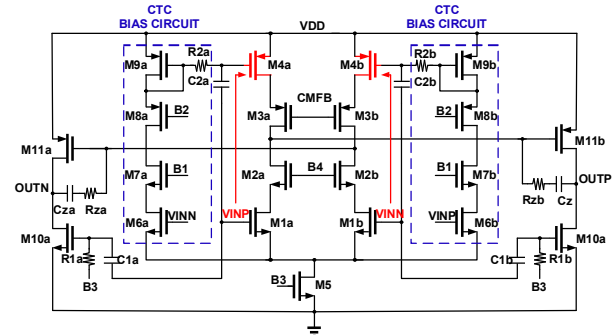 CTC
BIAS CIRCUIT
VDD
CTC
BIAS CIRCUIT
M9a
R2a
C2a
M4a
M4b
R2b
C2b
M9b
M8a
B2
M3a
CMFB
M3b
B2
M8b
M11a
M11b
OUTN
Cza
Rza
M7a
B1
M2a
B4
M2b
B1
M7b
Rzb
Cz
OUTP
M6a
VINN
VINP
M1a
M1b
VINN
VINP
M6b
M10a
R1a
C1a
B3
M5
C1b
R1b
M10a
B3
B3